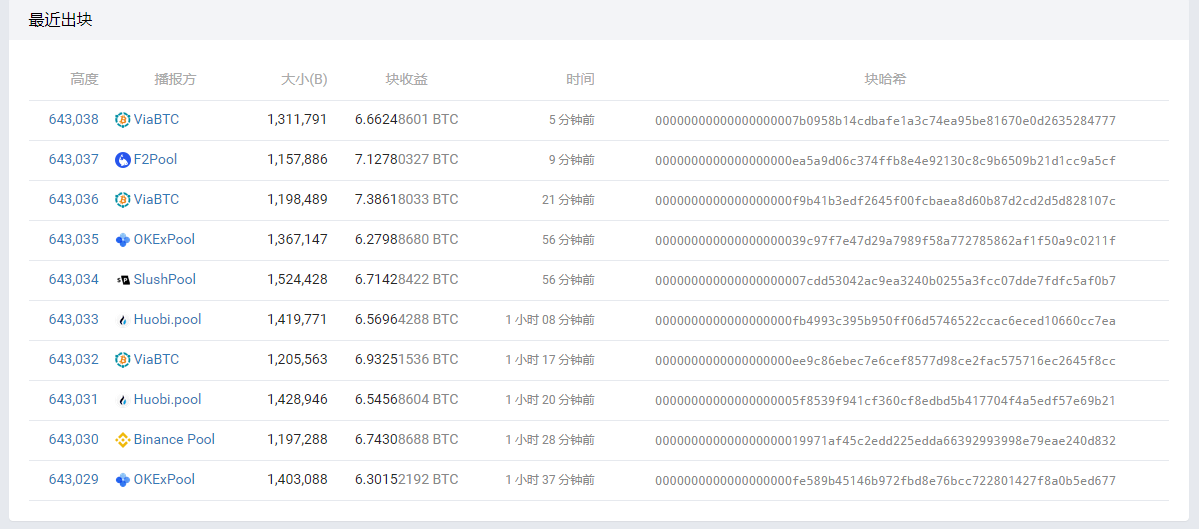 最近出块
高度 播报方 大小(B) 块收益 时间 块哈希
643,038 ViaBTC 1,311,791 6.66248601 BTC 5 分钟前 00000000000000000007b0958b14cdbafe1a3c74ea95be81670e0d2635284777
643,037 F2Pool 1,157,886 7.12780327 BTC 9 分钟前 0000000000000000000ea5a9d06c374ffb8e4e92130c8c9b6509b21d1cc9a5cf
643,036 ViaBTC 1,198,489 7.38618033 BTC 21 分钟前 0000000000000000000f9b41b3edf2645f00fcbaea8d60b87d2cd2d5d828107c
643,035 OKExPool 1,367,147 6.27988680 BTC 56 分钟前 000000000000000000039c97f7e47d29a7989f58a772785862af1f50a9c0211f
643,034 SlushPool 1,524,428 6.71428422 BTC 56 分钟前 00000000000000000007cdd53042ac9ea3240b0255a3fcc07dde7fdfc5af0b7
643,033 Huobi.pool 1,419,771 6.56964288 BTC 1 小时 08 分钟前 0000000000000000000fb4993c395b950ff06d5746522ccac6eced10660cc7ea
643,032 ViaBTC 1,205,563 6.93251536 BTC 1 小时 17 分钟前 0000000000000000000ee9c86ebec7e6cef8577d98ce2fac575716ec2645f8cc
643,031 Huobi.pool 1,428,946 6.54568604 BTC 1 小时 20 分钟前 00000000000000000005f8539f941cf360cf8edbd5b417704f4a5edf57e69b21
643,030 Binance Pool 1,197,288 6.74308688 BTC 1 小时 28 分钟前 000000000000000000019971af45c2edd225edda66392993998e79eae240d832
643,029 OKExPool 1,403,088 6.30152192 BTC 1 小时 37 分钟前 0000000000000000000fe589b45146b972fbd8e76bcc722801427f8a0b5ed677